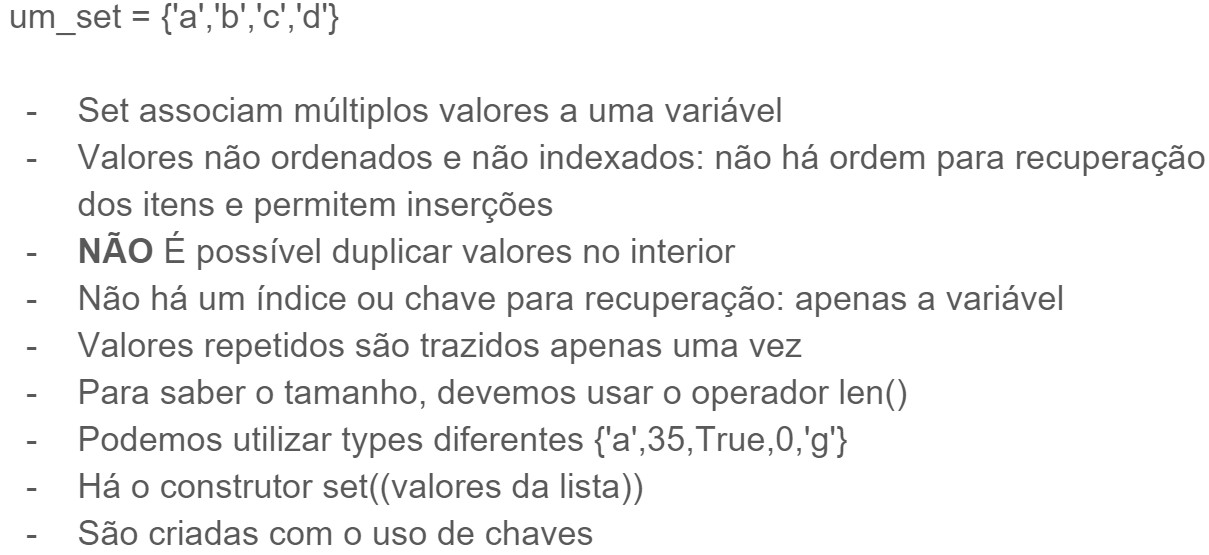 um_set = {'a','b','c','d'}
- Set associam múltiplos valores a uma variável
- Valores não ordenados e não indexados: não há ordem para recuperação
dos itens e permitem inserções
- NÃO É possível duplicar valores no interior
- Não há um índice ou chave para recuperação: apenas a variável
- Valores repetidos são trazidos apenas uma vez
- Para saber o tamanho, devemos usar o operador len()
- Podemos utilizar types diferentes {'a',35,True,0,'g'}
- Há o construtor set((valores da lista))
- São criadas com o uso de chaves